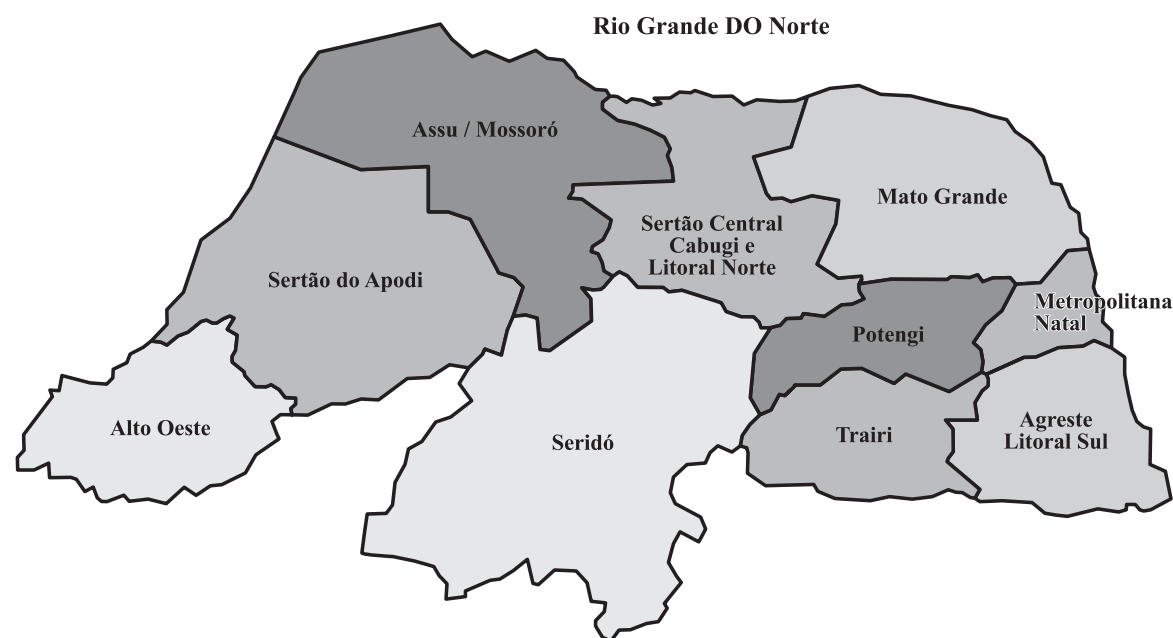 Rio Grande DO Norte
Assu / Mossoró
Mato Grande
Sertão Central
Cabugi e
Litoral Norte
Sertão do Apodi
Metropolitana
Natal
Potengi
Alto Oeste
Seridó
Trairi
Agreste
Litoral Sul